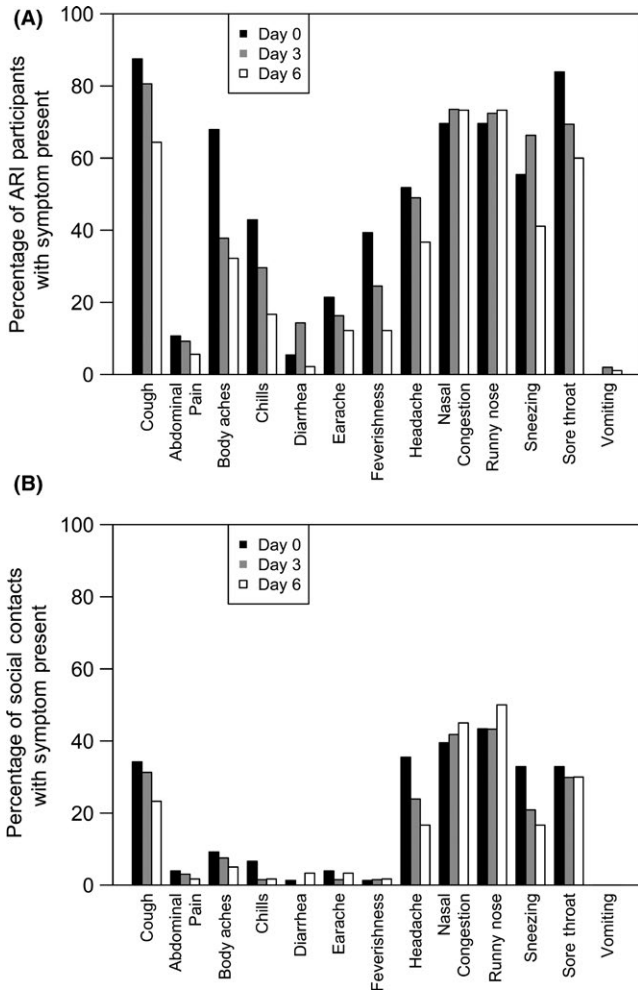 (A)
100
80
60
40
20
0
Percentage of ARI participants
with symptom present
Day 0
Day 3
Day 6
Cough
Abdominal
Pain
Body aches
Chills
Diarrhea
Earache
Feverishness
Headache
Nasal
Congestion
Runny nose
Sneezing
Sore throat
Vomiting
(B)
100
80
60
40
20
0
Percentage of social contacts
with symptom present
Day 0
Day 3
Day 6
Cough
Abdominal
Pain
Body aches
Chills
Diarrhea
Earache
Feverishness
Headache
Nasal
Congestion
Runny nose
Sneezing
Sore throat
Vomiting